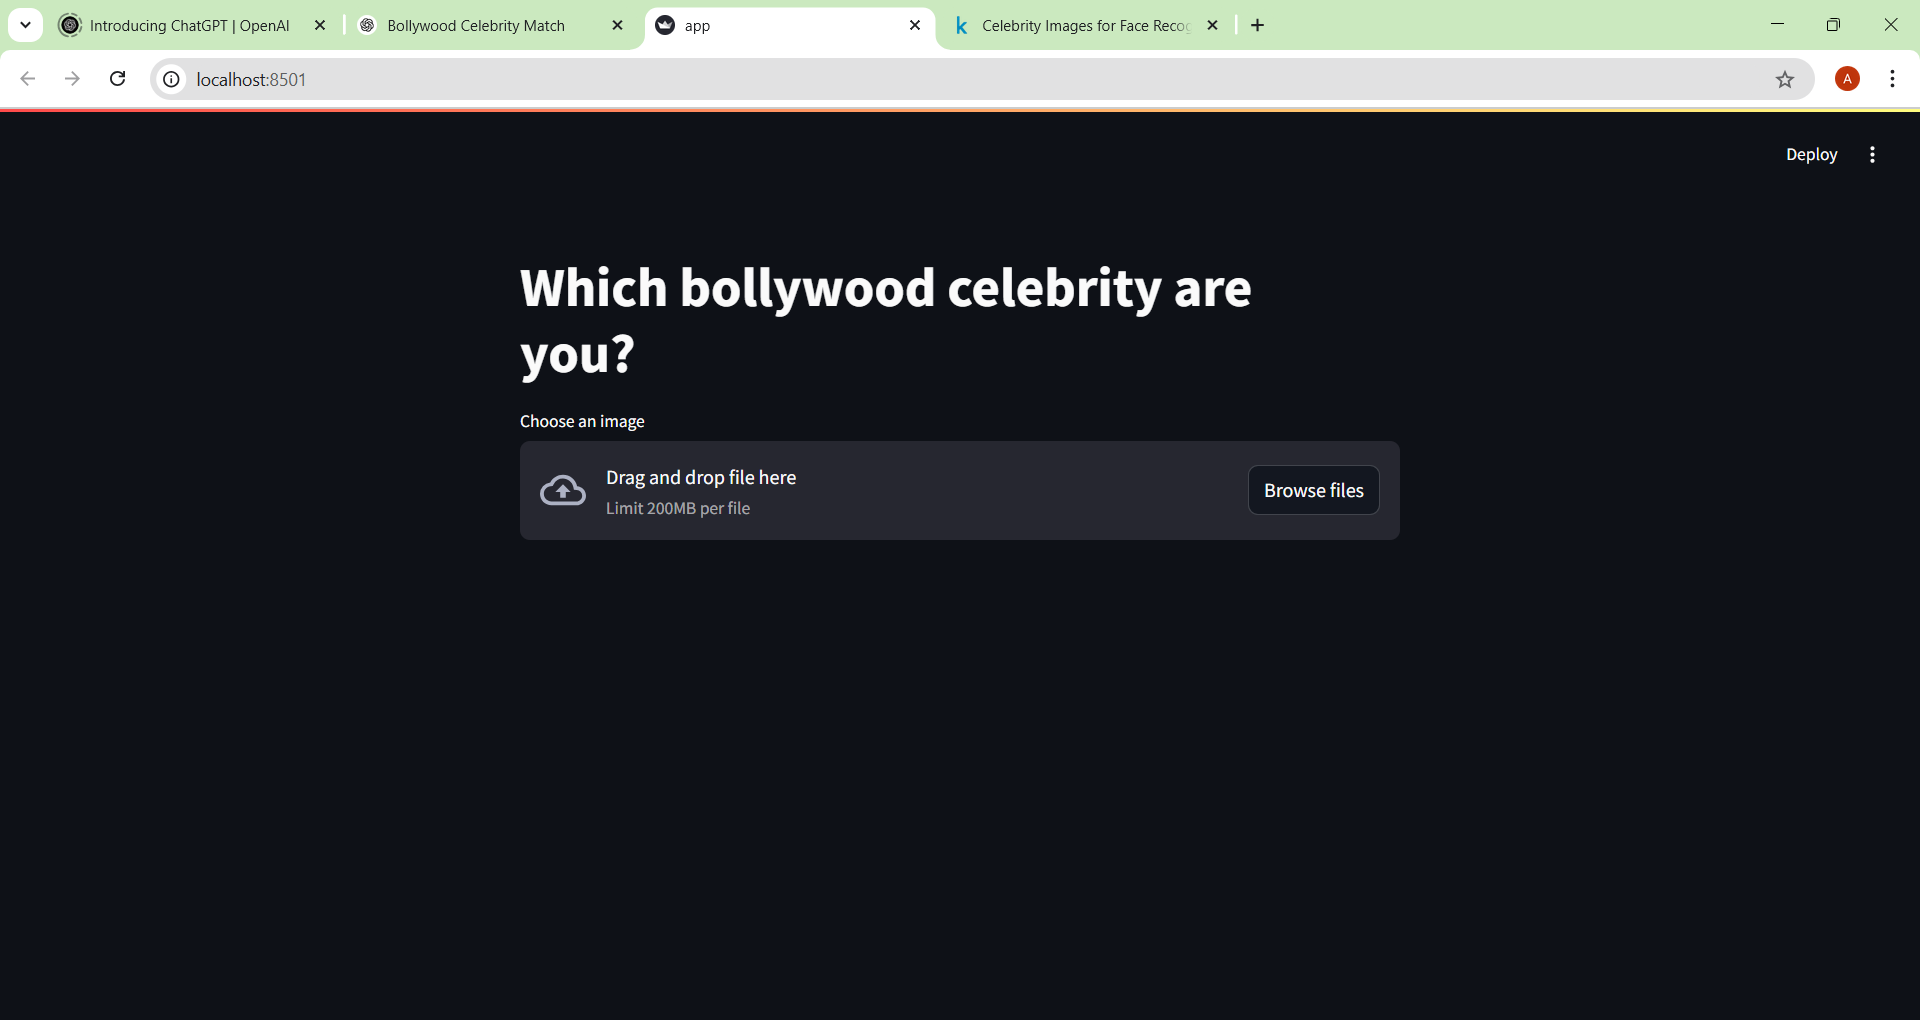 Introducing ChatGPT | OpenAI
Bollywood Celebrity Match
app
Celebrity Images for Face Recog
localhost:8501
A
Deploy
Which bollywood celebrity are
you?
Choose an image
Drag and drop file here
Limit 200MB per file
Browse files